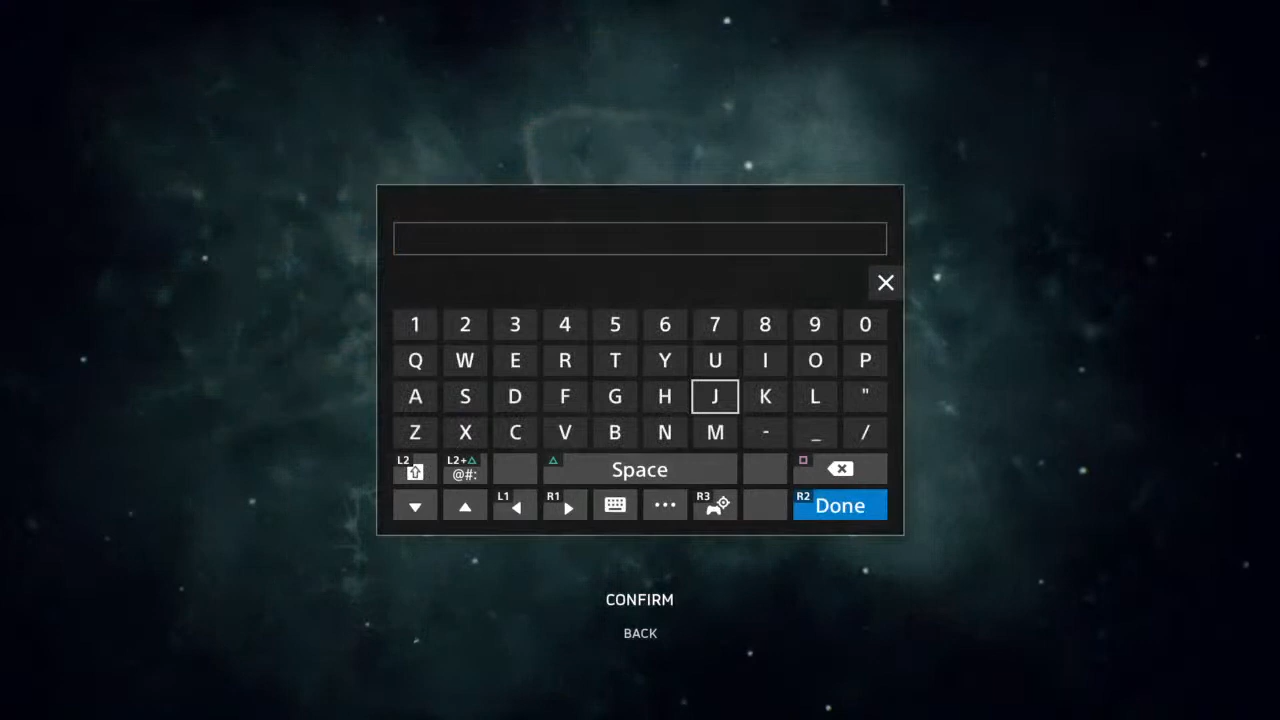 1 2 3 4 5 6 7 8 9 0
Q W E R T Y U I O P
A S D F G H J K L "
Z X C V B N M - _ /
L2 L2+△ @#: △ Space
L1 R1 ... R3 R2 Done
CONFIRM
BACK